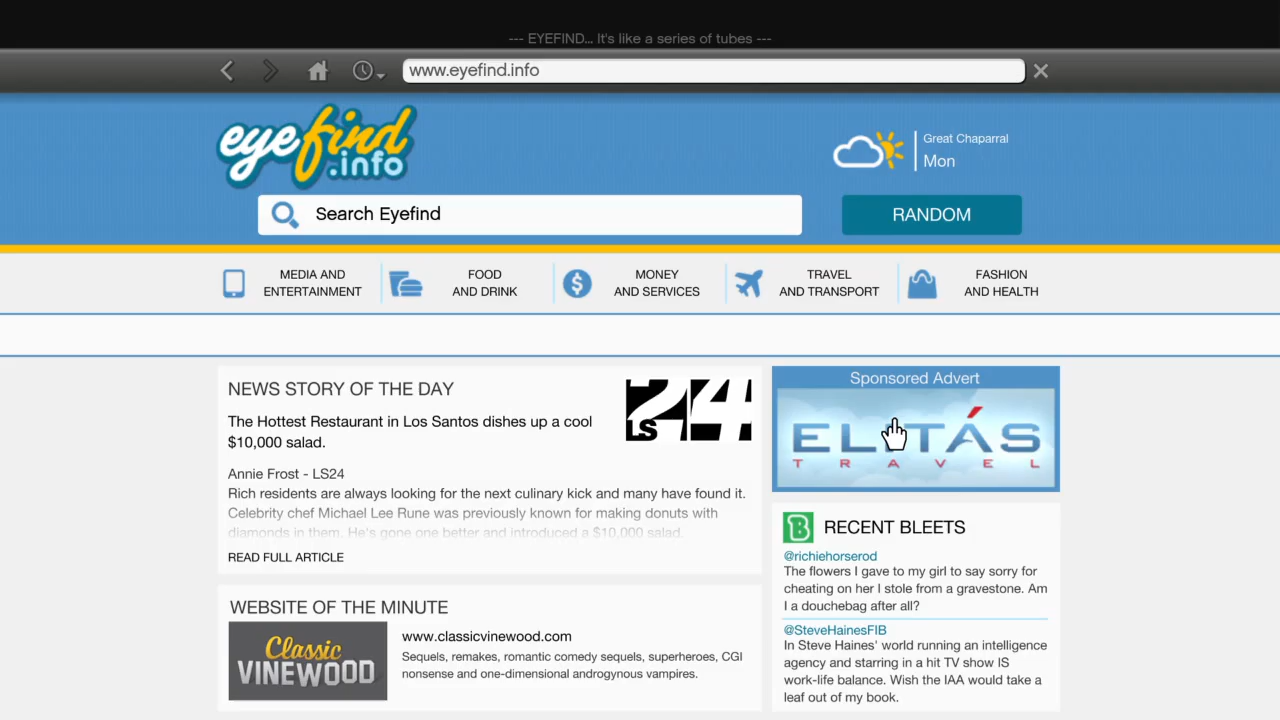 --- EYEFIND... It's like a series of tubes ---
www.eyefind.info
eyefind
.info
Great Chaparral
Mon
Search Eyefind
RANDOM
MEDIA AND
ENTERTAINMENT
FOOD
AND DRINK
MONEY
AND SERVICES
TRAVEL
AND TRANSPORT
FASHION
AND HEALTH
NEWS STORY OF THE DAY
The Hottest Restaurant in Los Santos dishes up a cool
$10,000 salad.
LS 24
Annie Frost - LS24
Rich residents are always looking for the next culinary kick and many have found it.
Celebrity chef Michael Lee Rune was previously known for making donuts with
diamonds in them. He's gone one better and introduced a $10,000 salad.
READ FULL ARTICLE
WEBSITE OF THE MINUTE
Classic
VINEWOOD
www.classicvinewood.com
Sequels, remakes, romantic comedy sequels, superheroes, CGI
nonsense and one-dimensional androgynous vampires.
Sponsored Advert
ELITÁS
TRAVEL
B
RECENT BLEETS
@richiehorserod
The flowers I gave to my girl to say sorry for
cheating on her I stole from a gravestone. Am
I a douchebag after all?
@SteveHainesFIB
In Steve Haines' world running an intelligence
agency and starring in a hit TV show IS
work-life balance. Wish the IAA would take a
leaf out of my book.